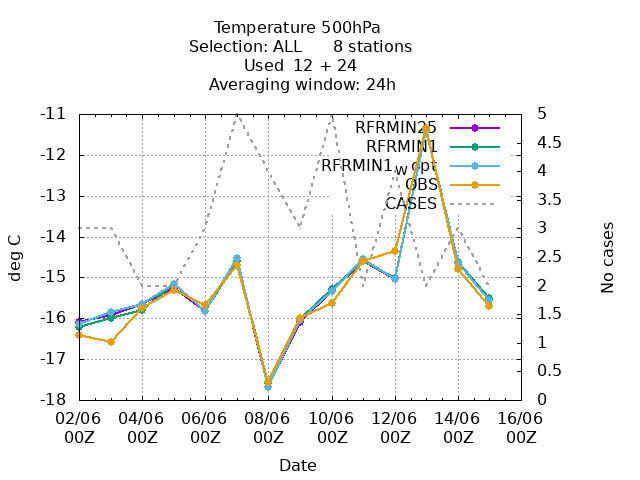 Temperature 500hPa
Selection: ALL 8 stations
Used 12 + 24
Averaging window: 24h
RFRMIN25
RFRMIN1
RFRMIN1_w_opt
OBS
CASES
-11
-12
-13
-14
-15
-16
-17
-18
5
4.5
4
3.5
3
2.5
2
1.5
1
0.5
0
deg C
No cases
02/06 04/06 06/06 08/06 10/06 12/06 14/06 16/06
00Z 00Z 00Z 00Z 00Z 00Z 00Z 00Z
Date